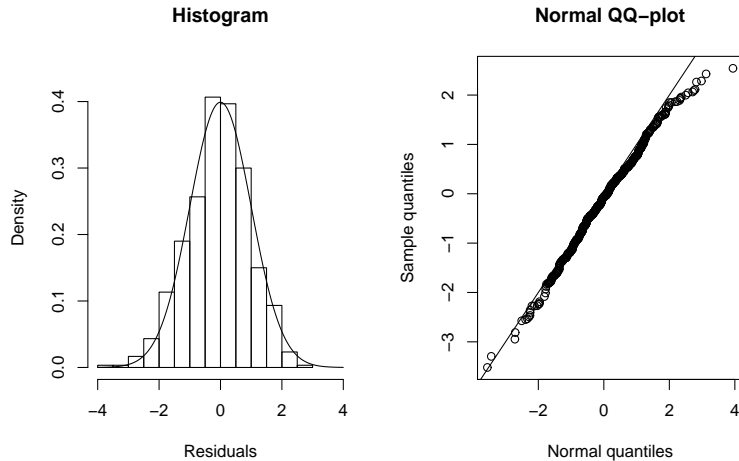 Histogram
Density
0.0 0.1 0.2 0.3 0.4
−4 −2 0 2 4
Residuals
Normal QQ−plot
Sample quantiles
−3 −2 −1 0 1 2
−2 0 2 4
Normal quantiles